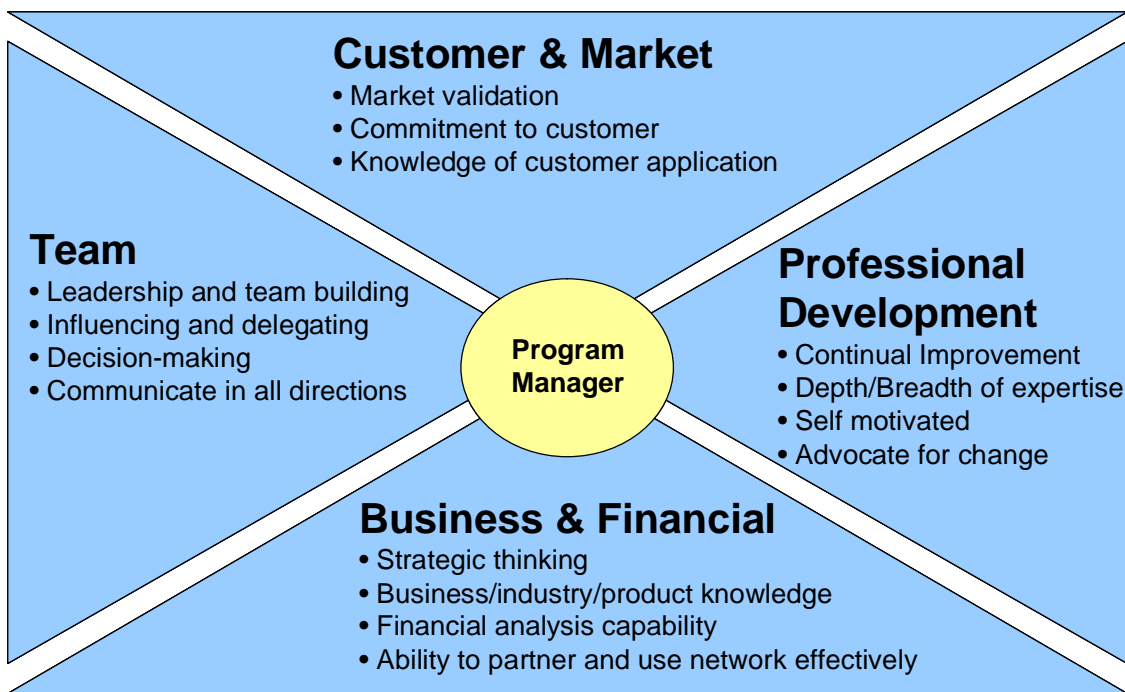 Customer & Market
• Market validation
• Commitment to customer
• Knowledge of customer application
Team
• Leadership and team building
• Influencing and delegating
• Decision-making
• Communicate in all directions
Program
Manager
Professional
Development
• Continual Improvement
• Depth/Breadth of expertise
• Self motivated
• Advocate for change
Business & Financial
• Strategic thinking
• Business/industry/product knowledge
• Financial analysis capability
• Ability to partner and use network effectively